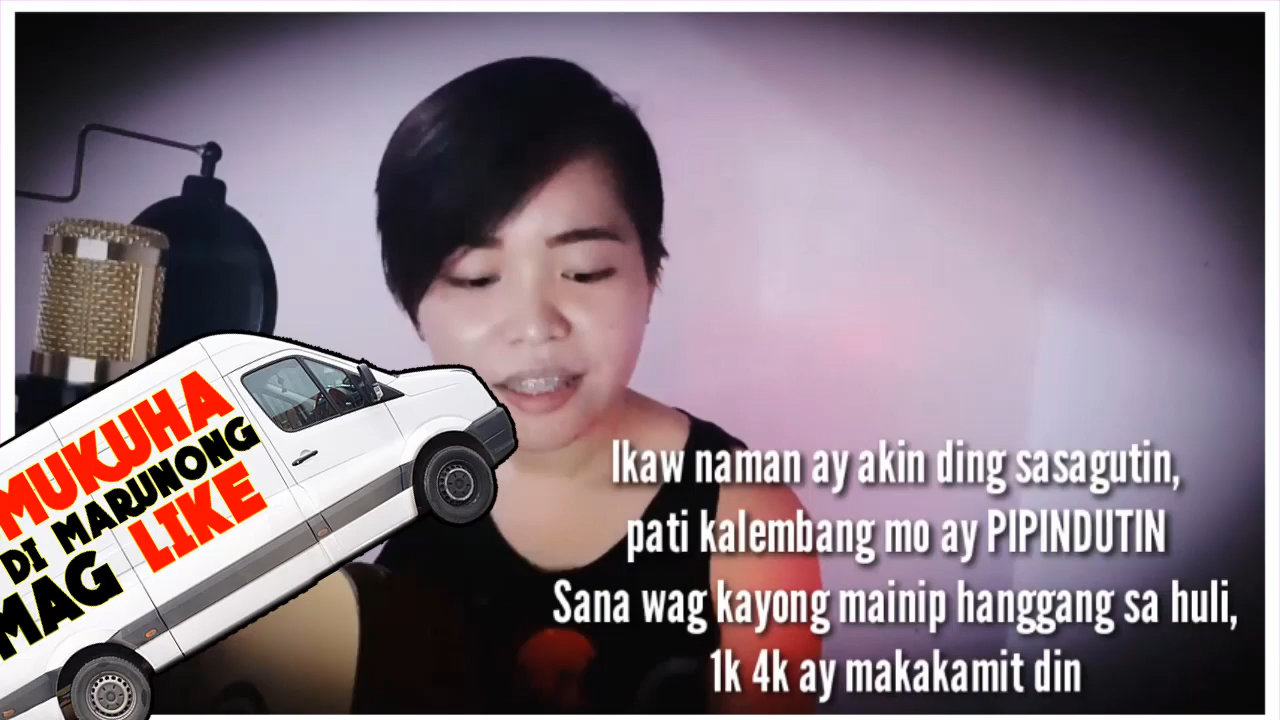 MUKUHA
DI MARUNONG
MAG LIKE
Ikaw naman ay akin ding sasagutin,
pati kalembang mo ay PIPINDUTIN
Sana wag kayong mainip hanggang sa huli,
1k 4k ay makakamit din